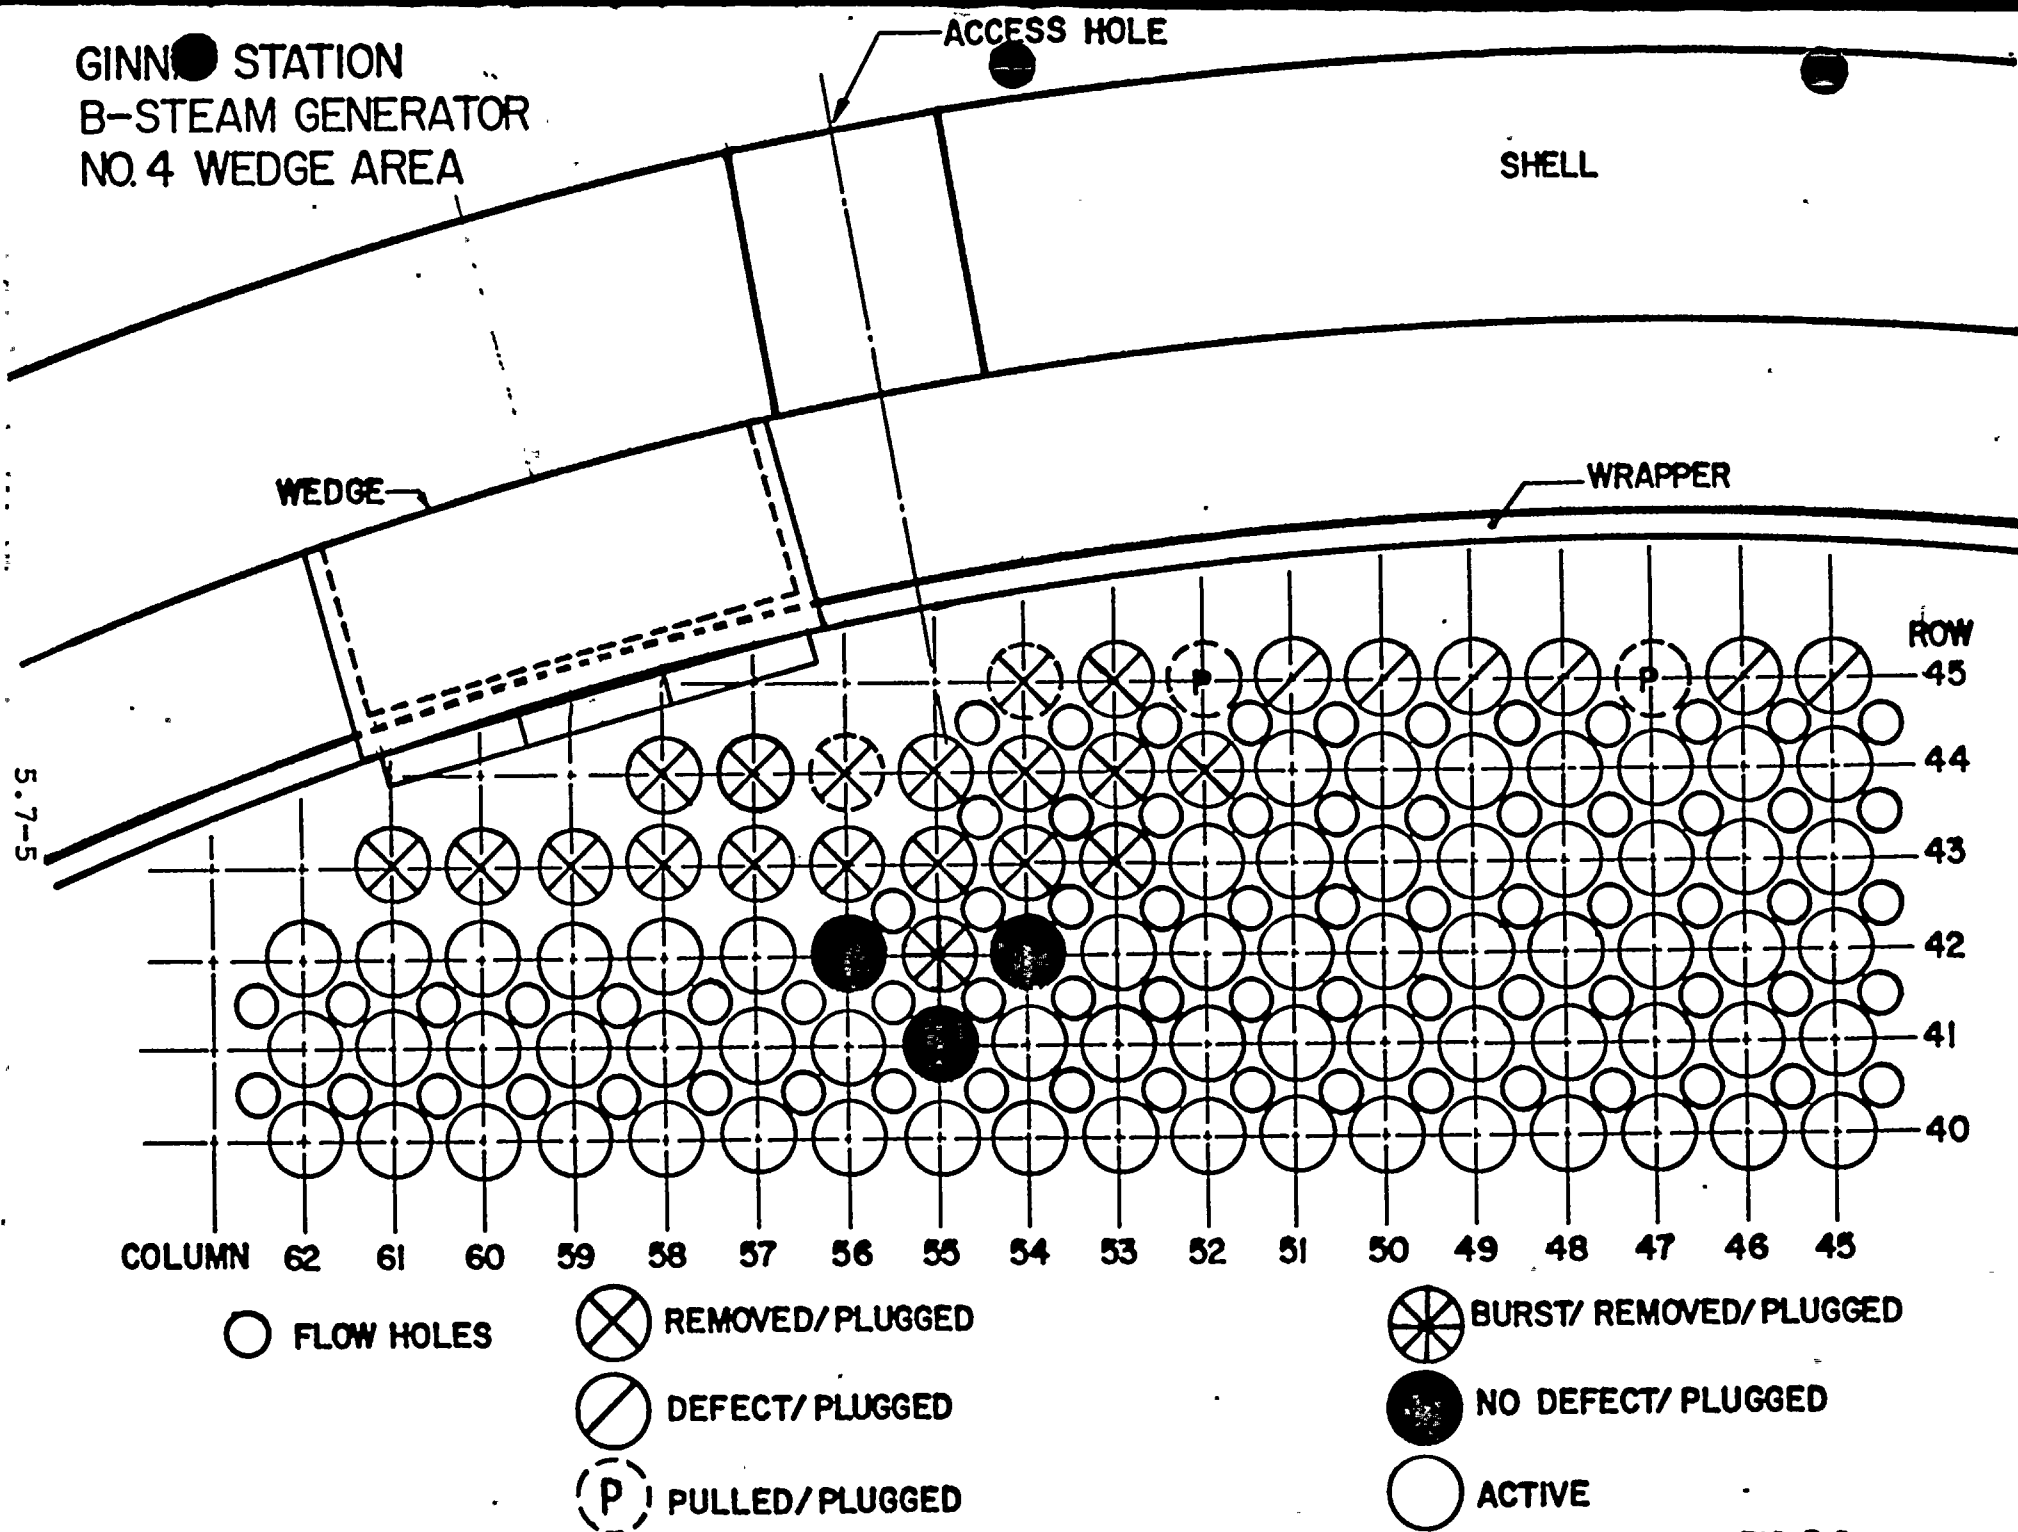 ACCESS HOLE
GINN STATION
B-STEAM GENERATOR
NO. 4 WEDGE AREA
SHELL
WEDGE
WRAPPER
ROW
P
P
45
44
5.7-5
43
42
41
40
COLUMN 62 61 60 59 58 57 56 55 54 53 52 51 50 49 48 47 46 45
FLOW HOLES
REMOVED/PLUGGED
BURST/REMOVED/PLUGGED
DEFECT/PLUGGED
NO DEFECT/PLUGGED
P PULLED/PLUGGED
ACTIVE